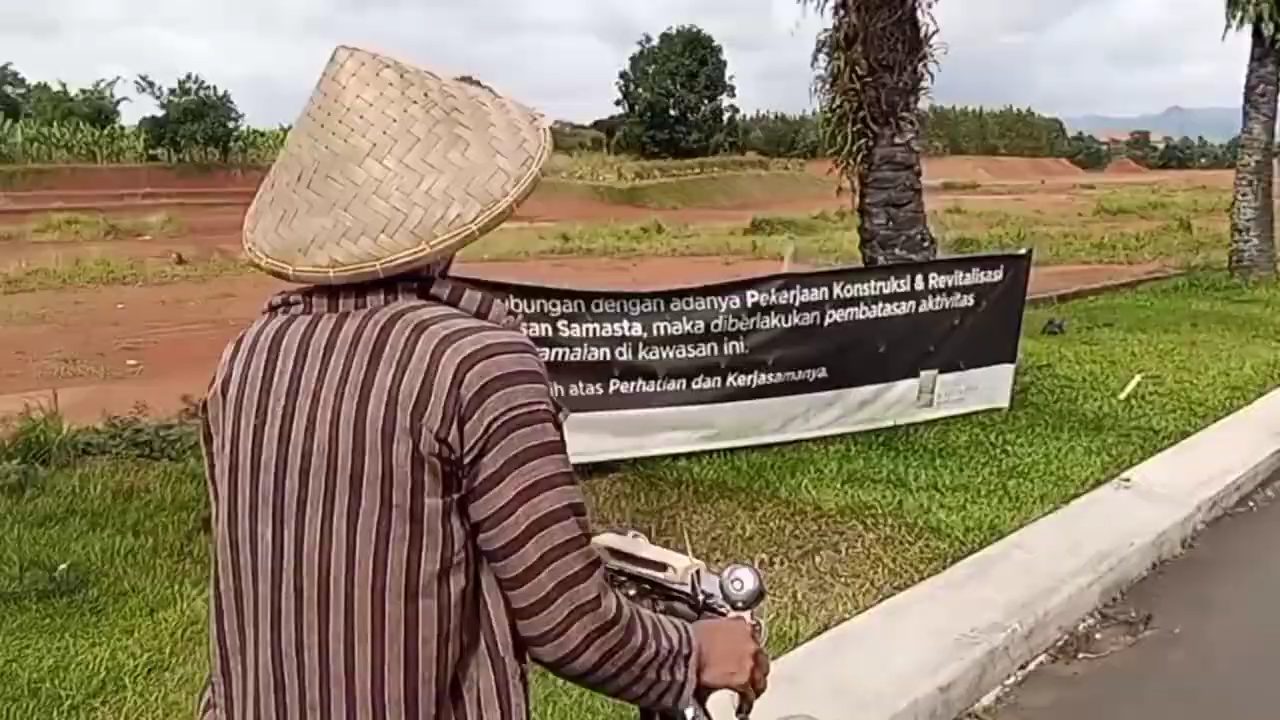 bungan dengan adanya Pekerjaan Konstruksi & Revitalisasi
san Samasta, maka diberlakukan pembatasan aktivitas
amaian di kawasan ini.
ih atas Perhatian dan Kerjasamanya.